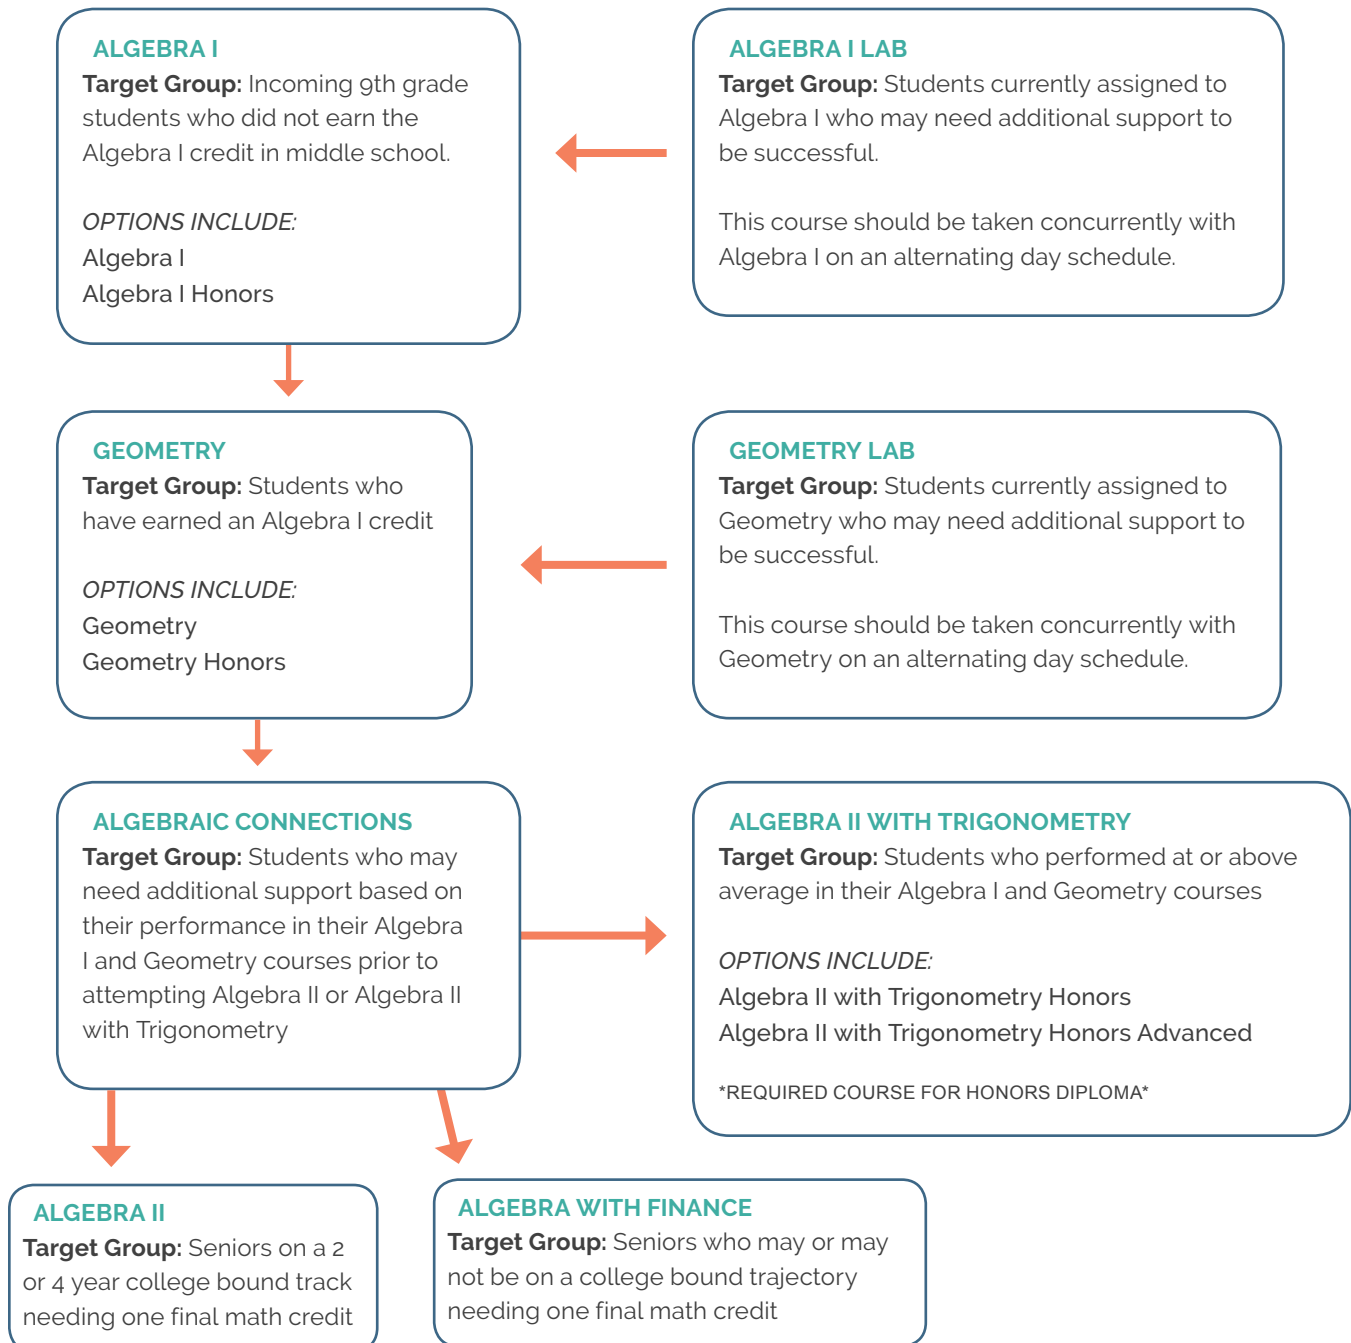 ALGEBRA I
Target Group: Incoming 9th grade
students who did not earn the
Algebra I credit in middle school.
OPTIONS INCLUDE:
Algebra I
Algebra I Honors
ALGEBRA I LAB
Target Group: Students currently assigned to
Algebra I who may need additional support to
be successful.
This course should be taken concurrently with
Algebra I on an alternating day schedule.
GEOMETRY
Target Group: Students who
have earned an Algebra I credit
OPTIONS INCLUDE:
Geometry
Geometry Honors
GEOMETRY LAB
Target Group: Students currently assigned to
Geometry who may need additional support to
be successful.
This course should be taken concurrently with
Geometry on an alternating day schedule.
ALGEBRAIC CONNECTIONS
Target Group: Students who may
need additional support based on
their performance in their Algebra
I and Geometry courses prior to
attempting Algebra II or Algebra II
with Trigonometry
ALGEBRA II WITH TRIGONOMETRY
Target Group: Students who performed at or above
average in their Algebra I and Geometry courses
OPTIONS INCLUDE:
Algebra II with Trigonometry Honors
Algebra II with Trigonometry Honors Advanced
*REQUIRED COURSE FOR HONORS DIPLOMA*
ALGEBRA II
Target Group: Seniors on a 2
or 4 year college bound track
needing one final math credit
ALGEBRA WITH FINANCE
Target Group: Seniors who may or may
not be on a college bound trajectory
needing one final math credit